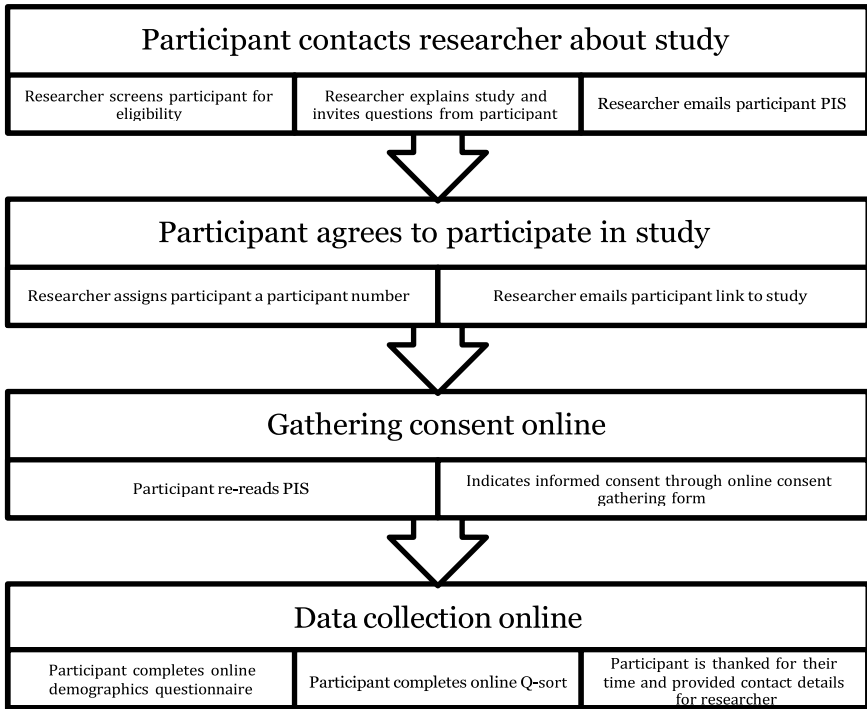 Participant contacts researcher about study
Researcher screens participant for
eligibility
Researcher explains study and
invites questions from participant
Researcher emails participant PIS
Participant agrees to participate in study
Researcher assigns participant a participant number
Researcher emails participant link to study
Gathering consent online
Participant re-reads PIS
Indicates informed consent through online consent
gathering form
Data collection online
Participant completes online
demographics questionnaire
Participant completes online Q-sort
Participant is thanked for their
time and provided contact details
for researcher